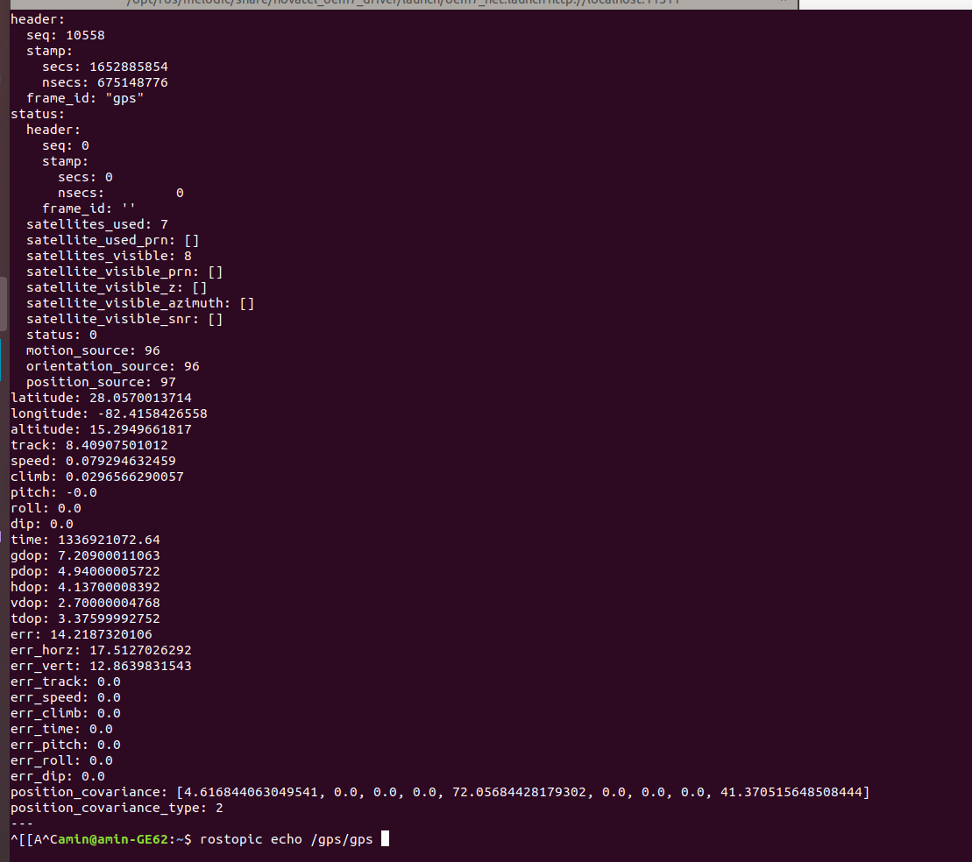 /opt/ros/melodic/share/novatel_oem7_driver/launch/oem7_net.launch http://localhost:11311
header:
  seq: 10558
  stamp:
    secs: 1652885854
    nsecs: 675148776
  frame_id: "gps"
status:
  header:
    seq: 0
    stamp:
      secs: 0
      nsecs:         0
    frame_id: ''
  satellites_used: 7
  satellite_used_prn: []
  satellites_visible: 8
  satellite_visible_prn: []
  satellite_visible_z: []
  satellite_visible_azimuth: []
  satellite_visible_snr: []
  status: 0
  motion_source: 96
  orientation_source: 96
  position_source: 97
latitude: 28.0570013714
longitude: -82.4158426558
altitude: 15.2949661817
track: 8.40907501012
speed: 0.079294632459
climb: 0.0296566290057
pitch: -0.0
roll: 0.0
dip: 0.0
time: 1336921072.64
gdop: 7.20900011063
pdop: 4.94000005722
hdop: 4.13700008392
vdop: 2.70000004768
tdop: 3.37599992752
err: 14.2187320106
err_horz: 17.5127026292
err_vert: 12.8639831543
err_track: 0.0
err_speed: 0.0
err_climb: 0.0
err_time: 0.0
err_pitch: 0.0
err_roll: 0.0
err_dip: 0.0
position_covariance: [4.616844063049541, 0.0, 0.0, 0.0, 72.05684428179302, 0.0, 0.0, 0.0, 41.370515648508444]
position_covariance_type: 2
---
^[[A^Camin@amin-GE62:~$ rostopic echo /gps/gps